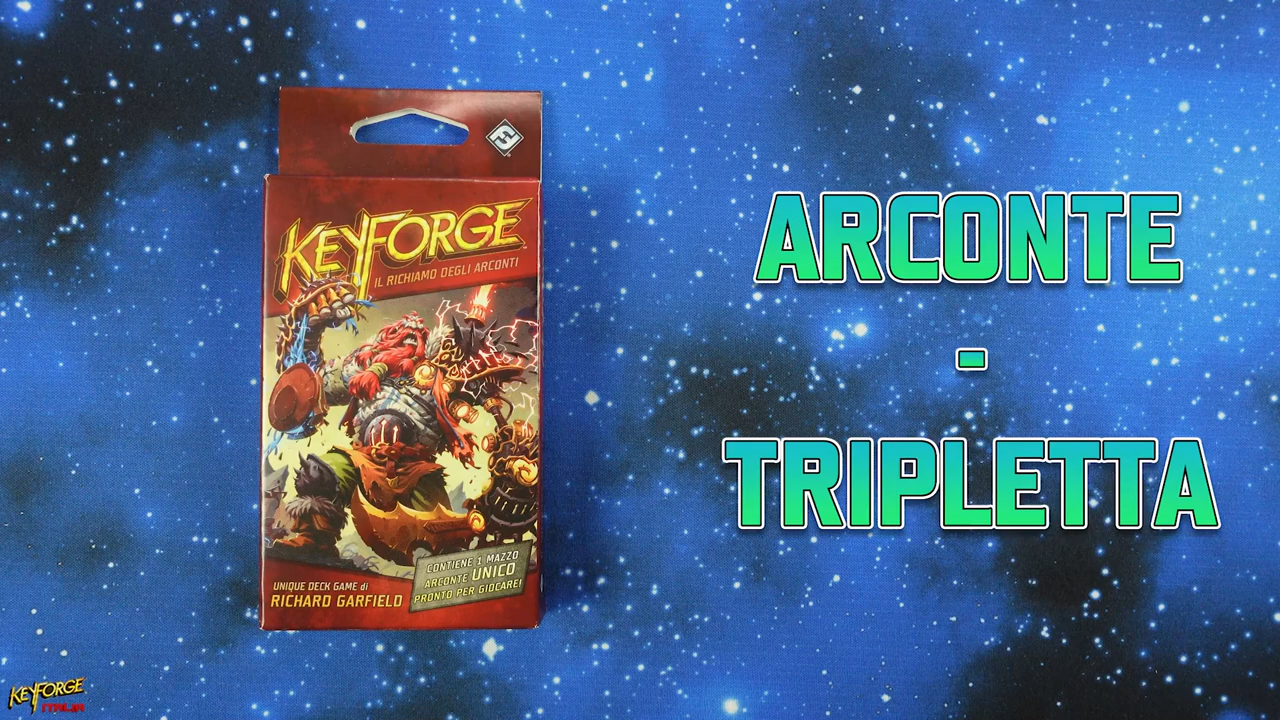 KEYFORGE
IL RICHIAMO DEGLI ARCONTI
UNIQUE DECK GAME di
RICHARD GARFIELD
CONTIENE 1 MAZZO
ARCONTE UNICO
PRONTO PER GIOCARE!
ARCONTE
-
TRIPLETTA
KEYFORGE
ITALIA